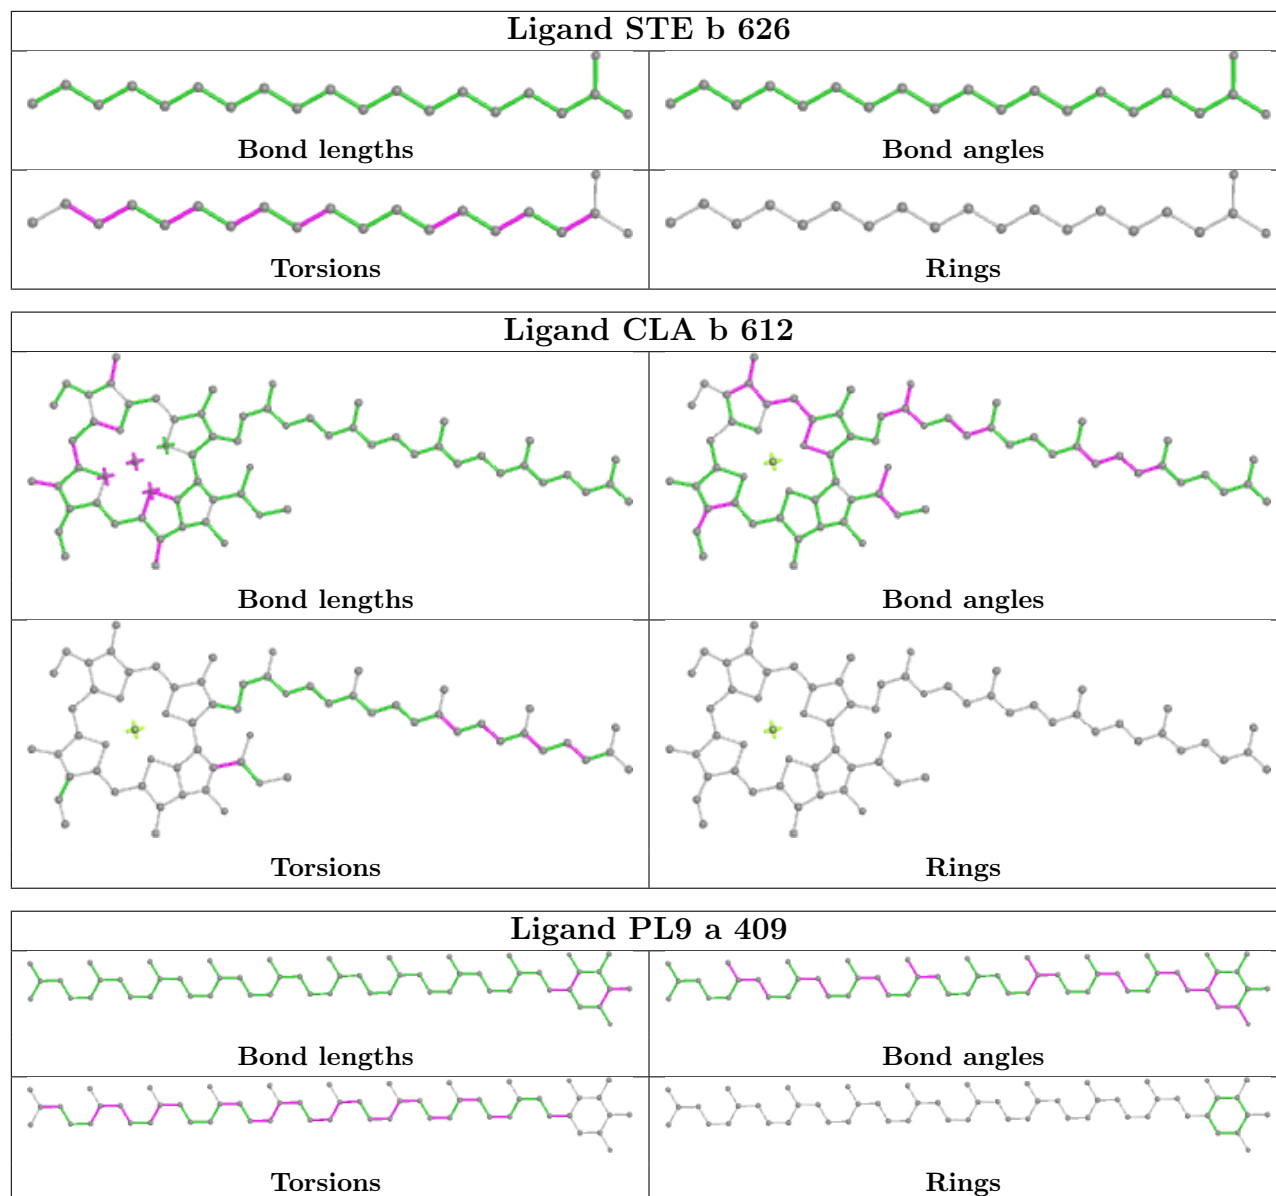 Ligand STE b 626
Bond lengths
Bond angles
Torsions
Rings
Ligand CLA b 612
Bond lengths
Bond angles
Torsions
Rings
Ligand PL9 a 409
Bond lengths
Bond angles
Torsions
Rings